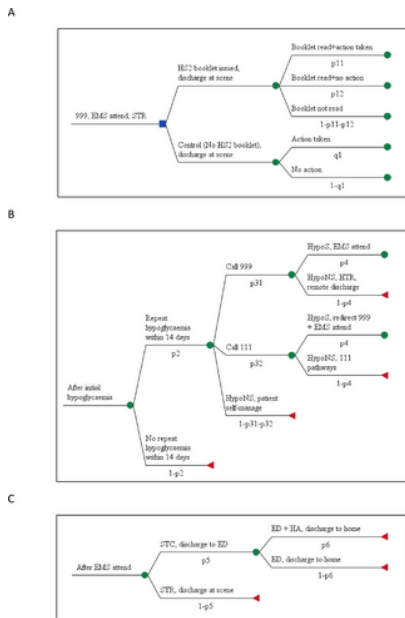 A
Booklet read+action taken
p11
HS2 booklet issued,
discharge at scene
Booklet read+no action
p12
Booklet not read
1-p11-p12
999, EMS attend, STR
Control (No HS2 booklet),
discharge at scene
Action taken
q1
No action
1-q1
B
HypoS, EMS attend
p4
Call 999
p31
HypoNS, HTR,
remote discharge
1-p4
Repeat
hypoglycaemia
within 14 days
p2
HypoS, redirect 999
+ EMS attend
p4
Call 111
p32
HypoNS, 111
pathways
1-p4
After initial
hypoglycaemia
HypoNS, patient
self-manage
1-p31-p32
No repeat
hypoglycaemia
within 14 days
1-p2
C
ED + HA, discharge to home
p6
STC, discharge to ED
p5
ED, discharge to home
1-p6
After EMS attend
STR, discharge at scene
1-p5